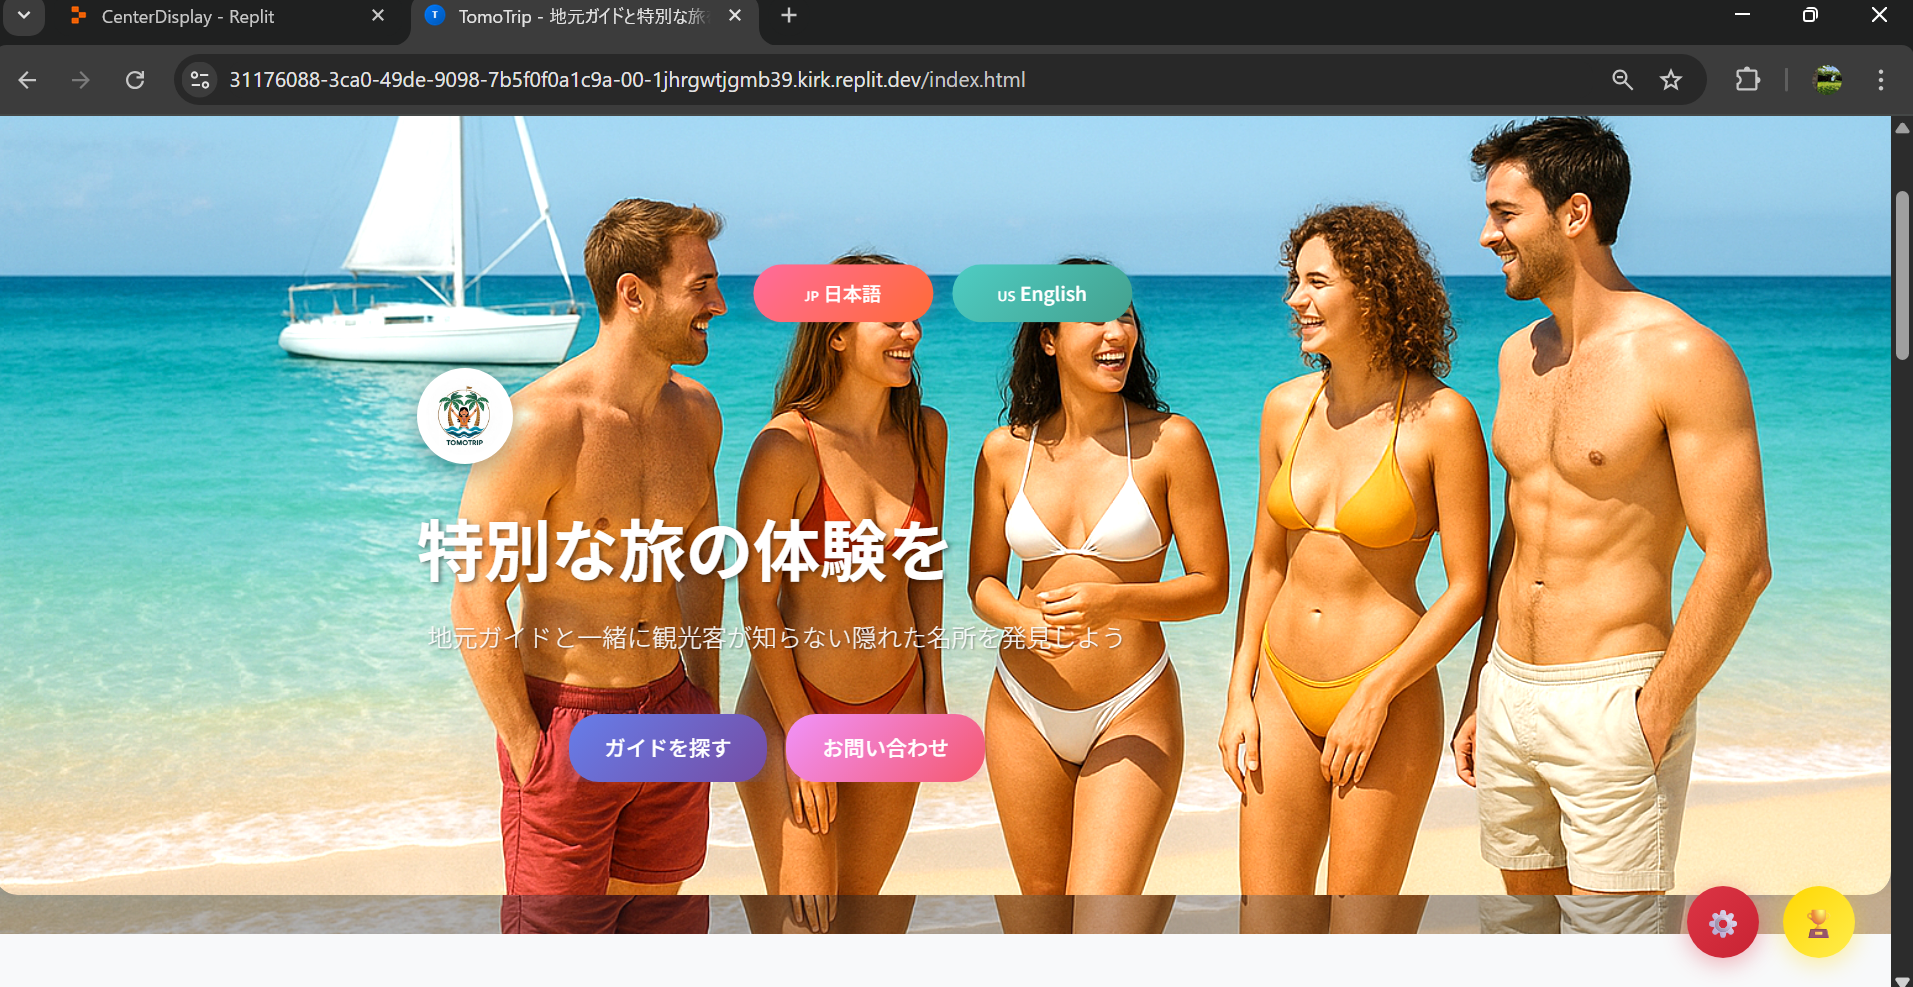 CenterDisplay - Replit
TomoTrip - 地元ガイドと特別な旅
31176088-3ca0-49de-9098-7b5f0f0a1c9a-00-1jhrgwtjgmb39.kirk.replit.dev/index.html
JP 日本語
US English
TOMOTRIP
特別な旅の体験を
地元ガイドと一緒に観光客が知らない隠れた名所を発見しよう
ガイドを探す
お問い合わせ